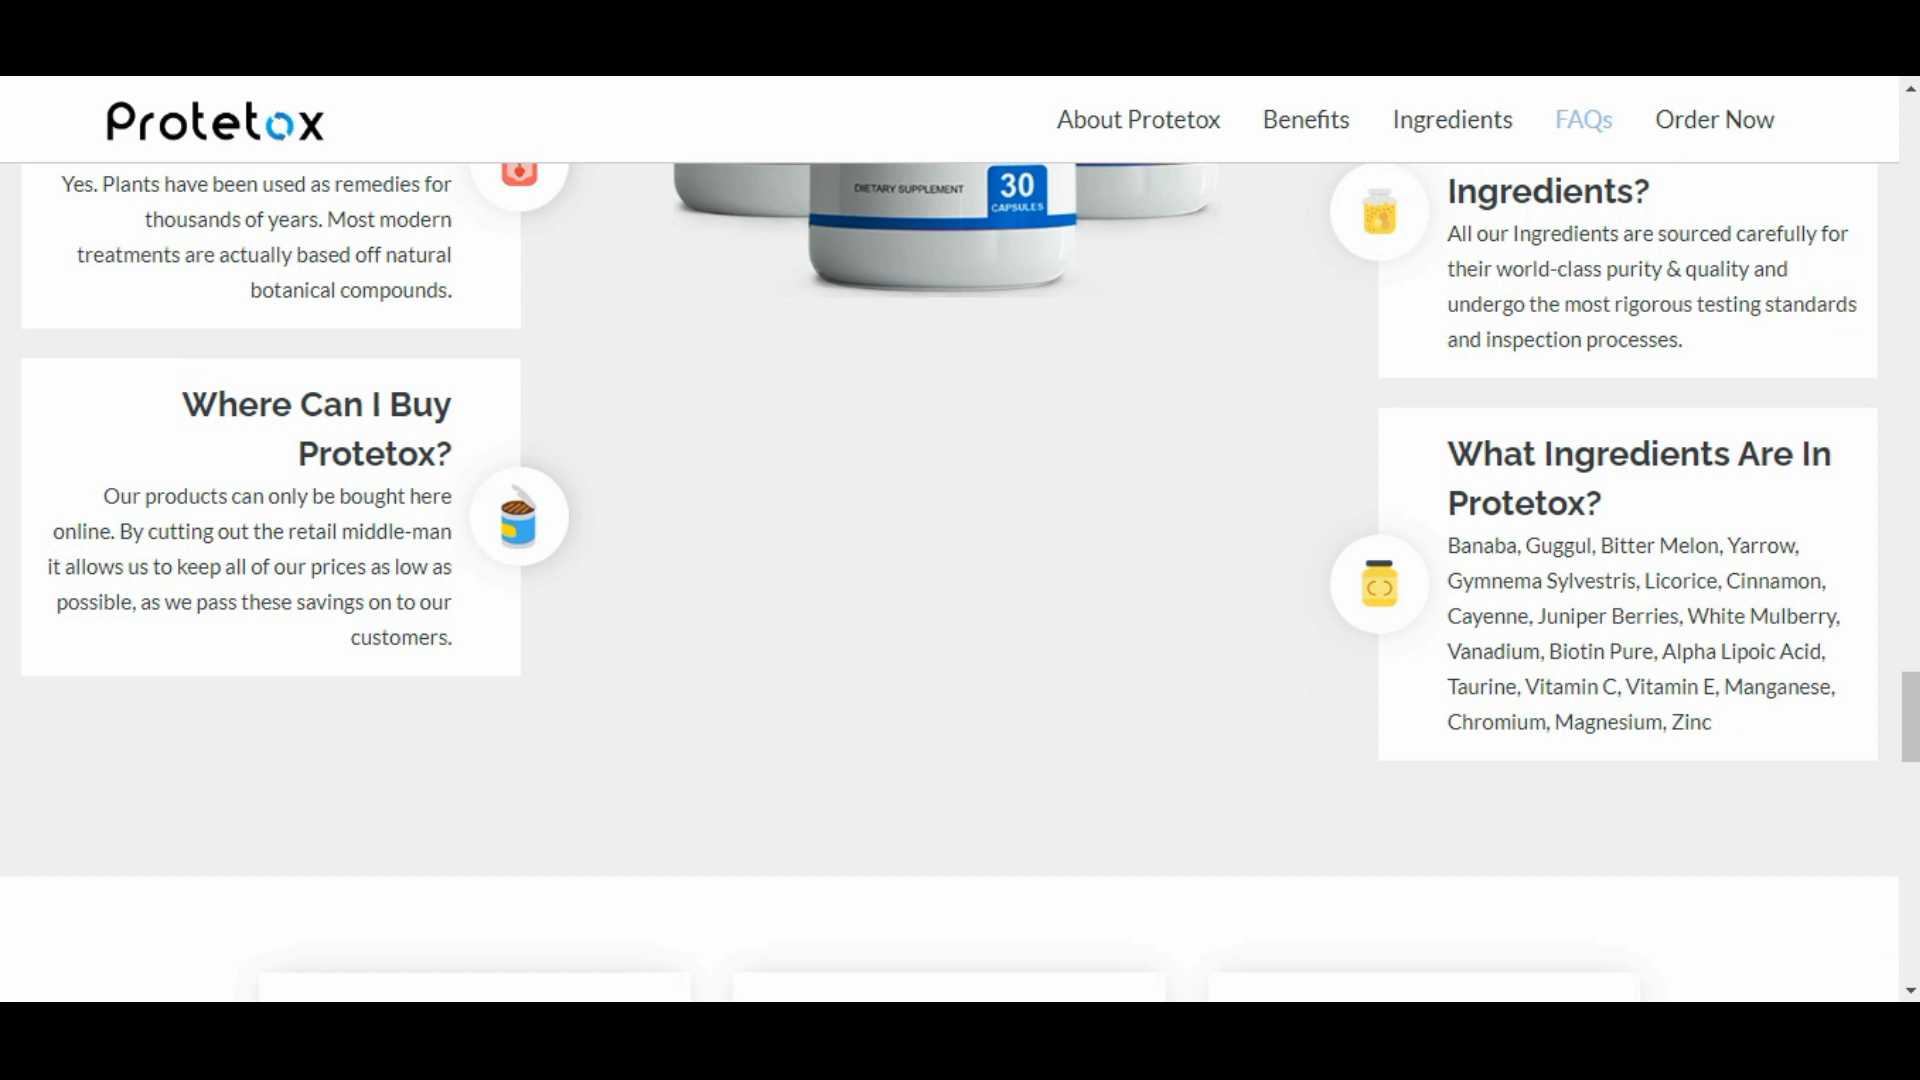 Protetox
About Protetox
Benefits
Ingredients
FAQs
Order Now
Yes. Plants have been used as remedies for
thousands of years. Most modern
treatments are actually based off natural
botanical compounds.
Where Can I Buy
Protetox?
Our products can only be bought here
online. By cutting out the retail middle-man
it allows us to keep all of our prices as low as
possible, as we pass these savings on to our
customers.
DIETARY SUPPLEMENT
30
CAPSULES
Ingredients?
All our Ingredients are sourced carefully for
their world-class purity & quality and
undergo the most rigorous testing standards
and inspection processes.
What Ingredients Are In
Protetox?
Banaba, Guggul, Bitter Melon, Yarrow,
Gymnema Sylvestris, Licorice, Cinnamon,
Cayenne, Juniper Berries, White Mulberry,
Vanadium, Biotin Pure, Alpha Lipoic Acid,
Taurine, Vitamin C, Vitamin E, Manganese,
Chromium, Magnesium, Zinc